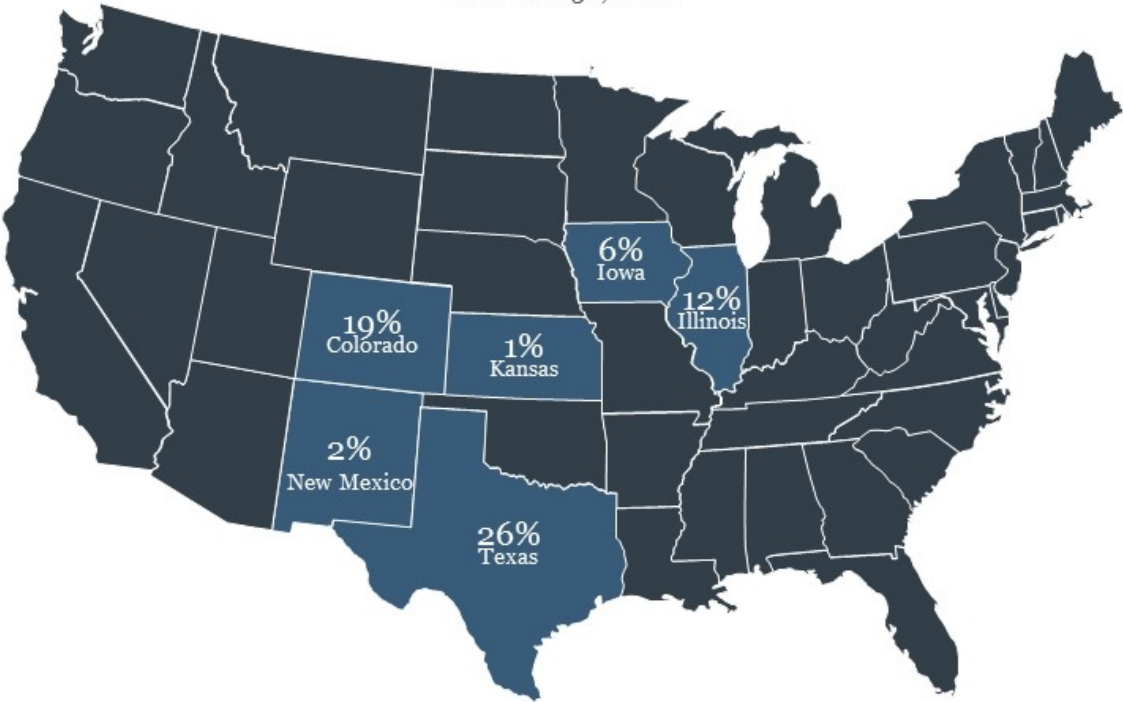 6%
Iowa
12%
Illinois
19%
Colorado
1%
Kansas
2%
New Mexico
26%
Texas